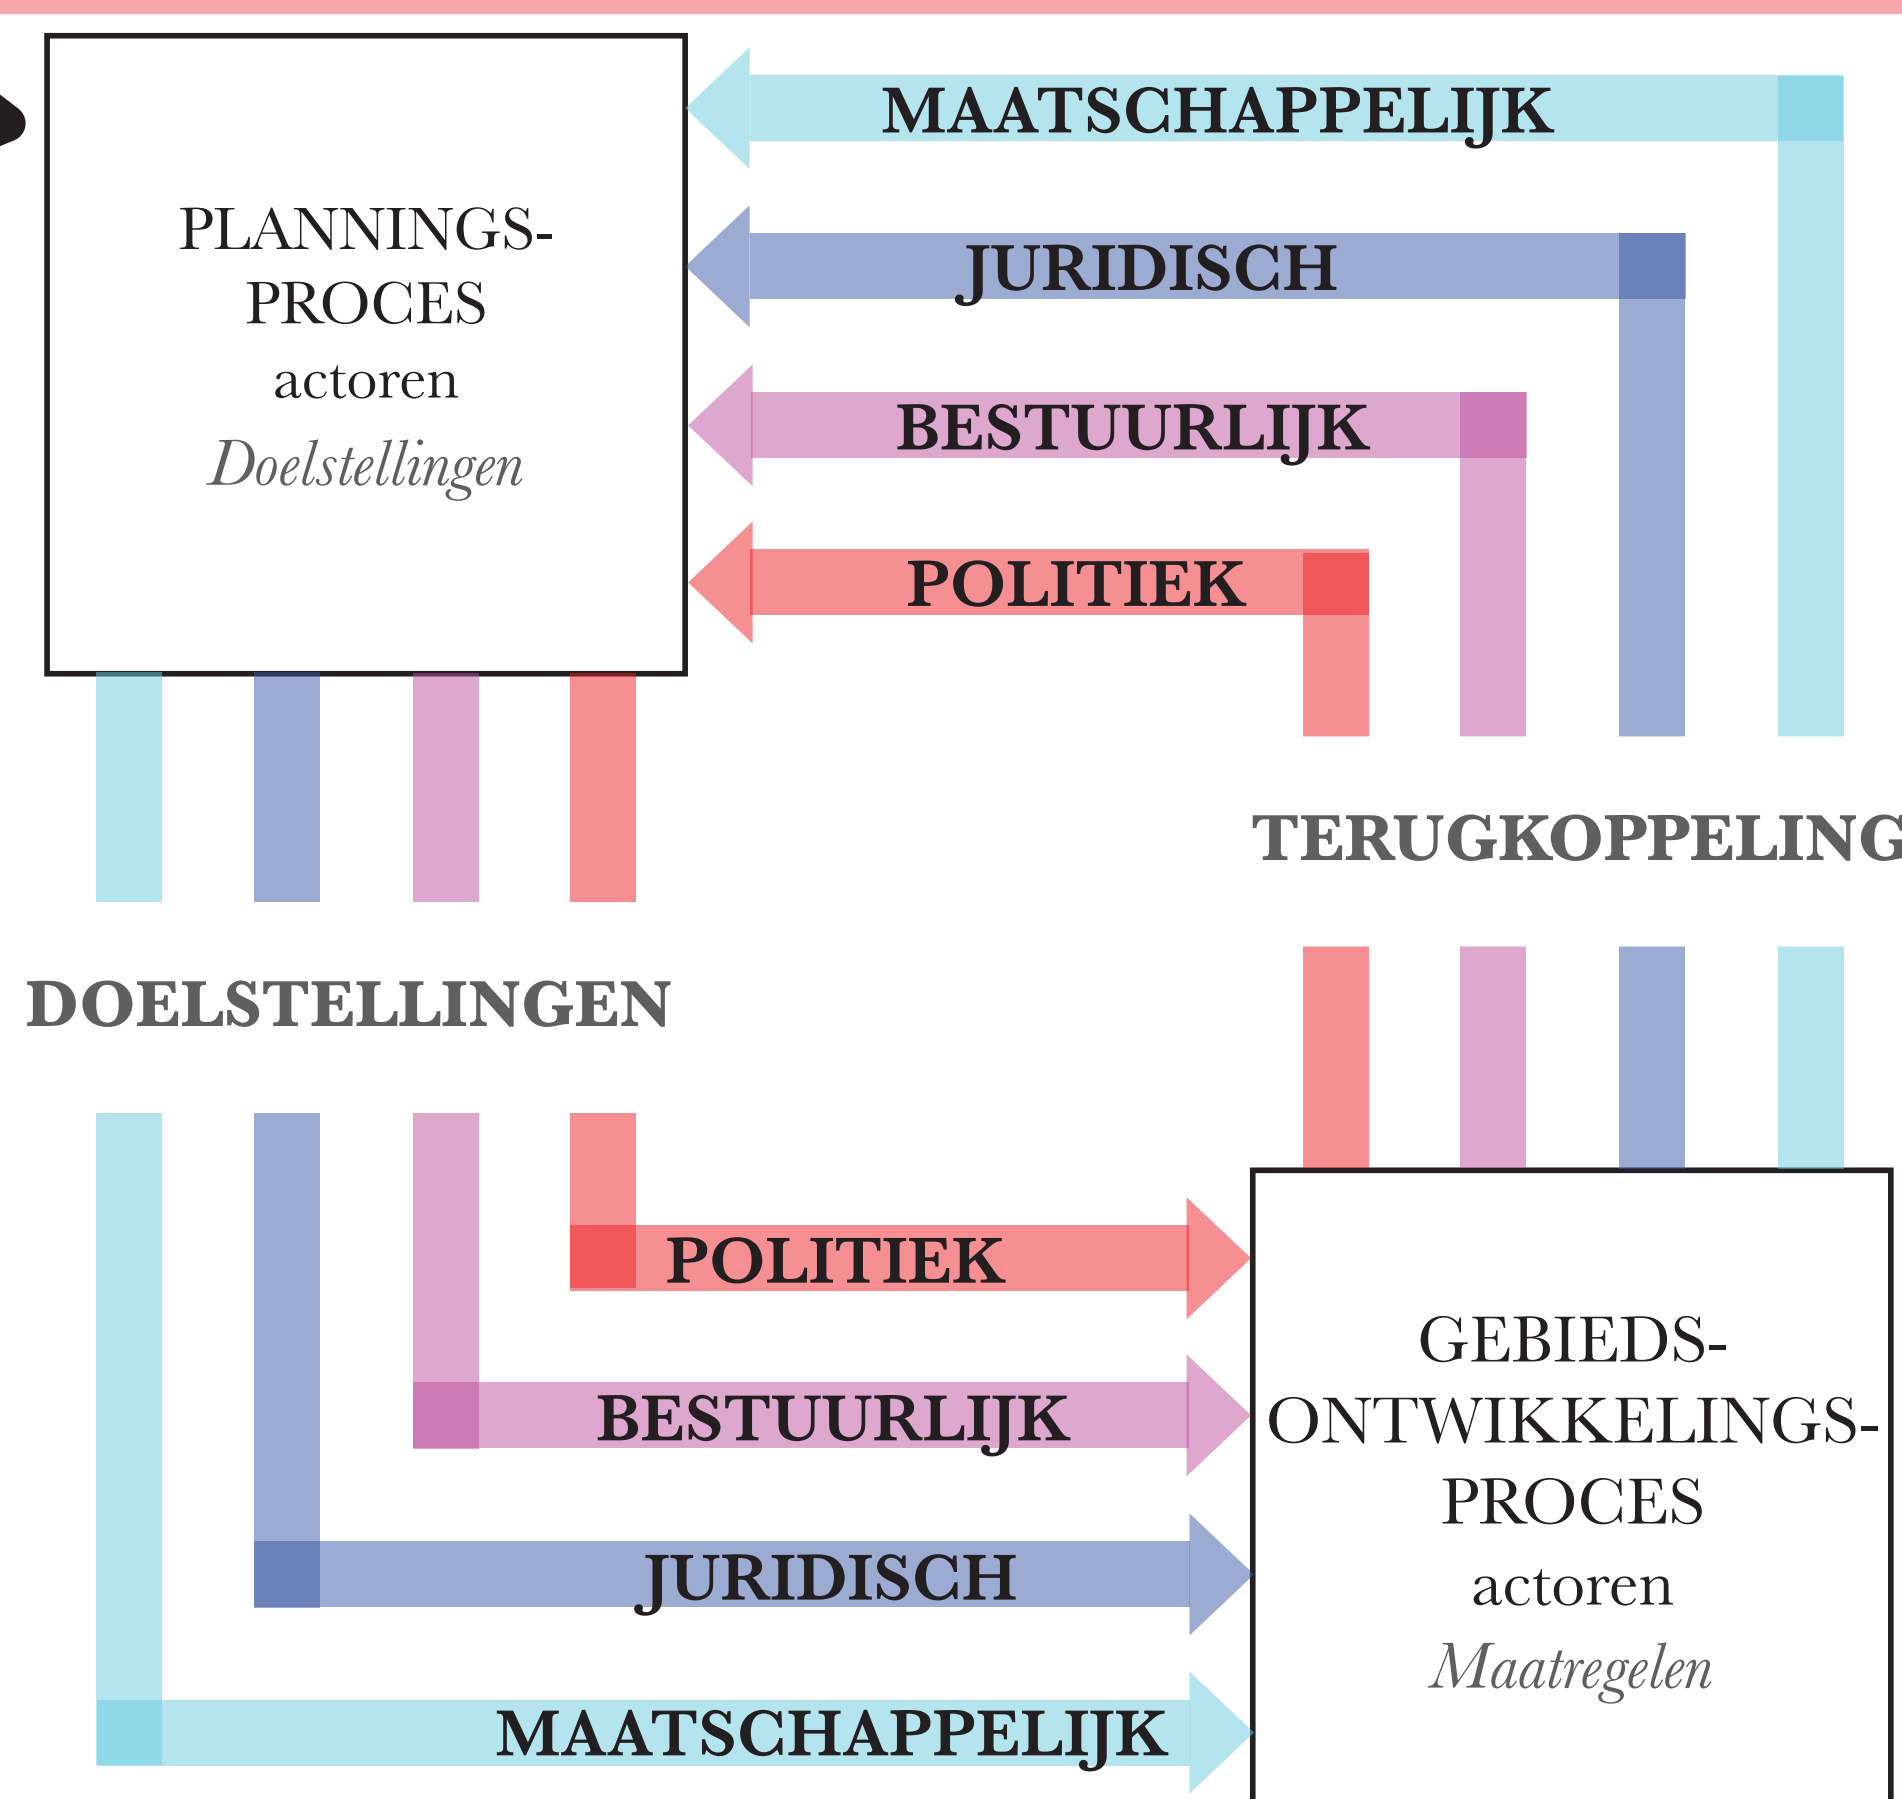 PLANNINGS-
PROCES
actoren
Doelstellingen
MAATSCHAPPELIJK
JURIDISCH
BESTUURLIJK
POLITIEK
TERUGKOPPELING
DOELSTELLINGEN
POLITIEK
BESTUURLIJK
JURIDISCH
MAATSCHAPPELIJK
GEBIEDS-
ONTWIKKELINGS-
PROCES
actoren
Maatregelen